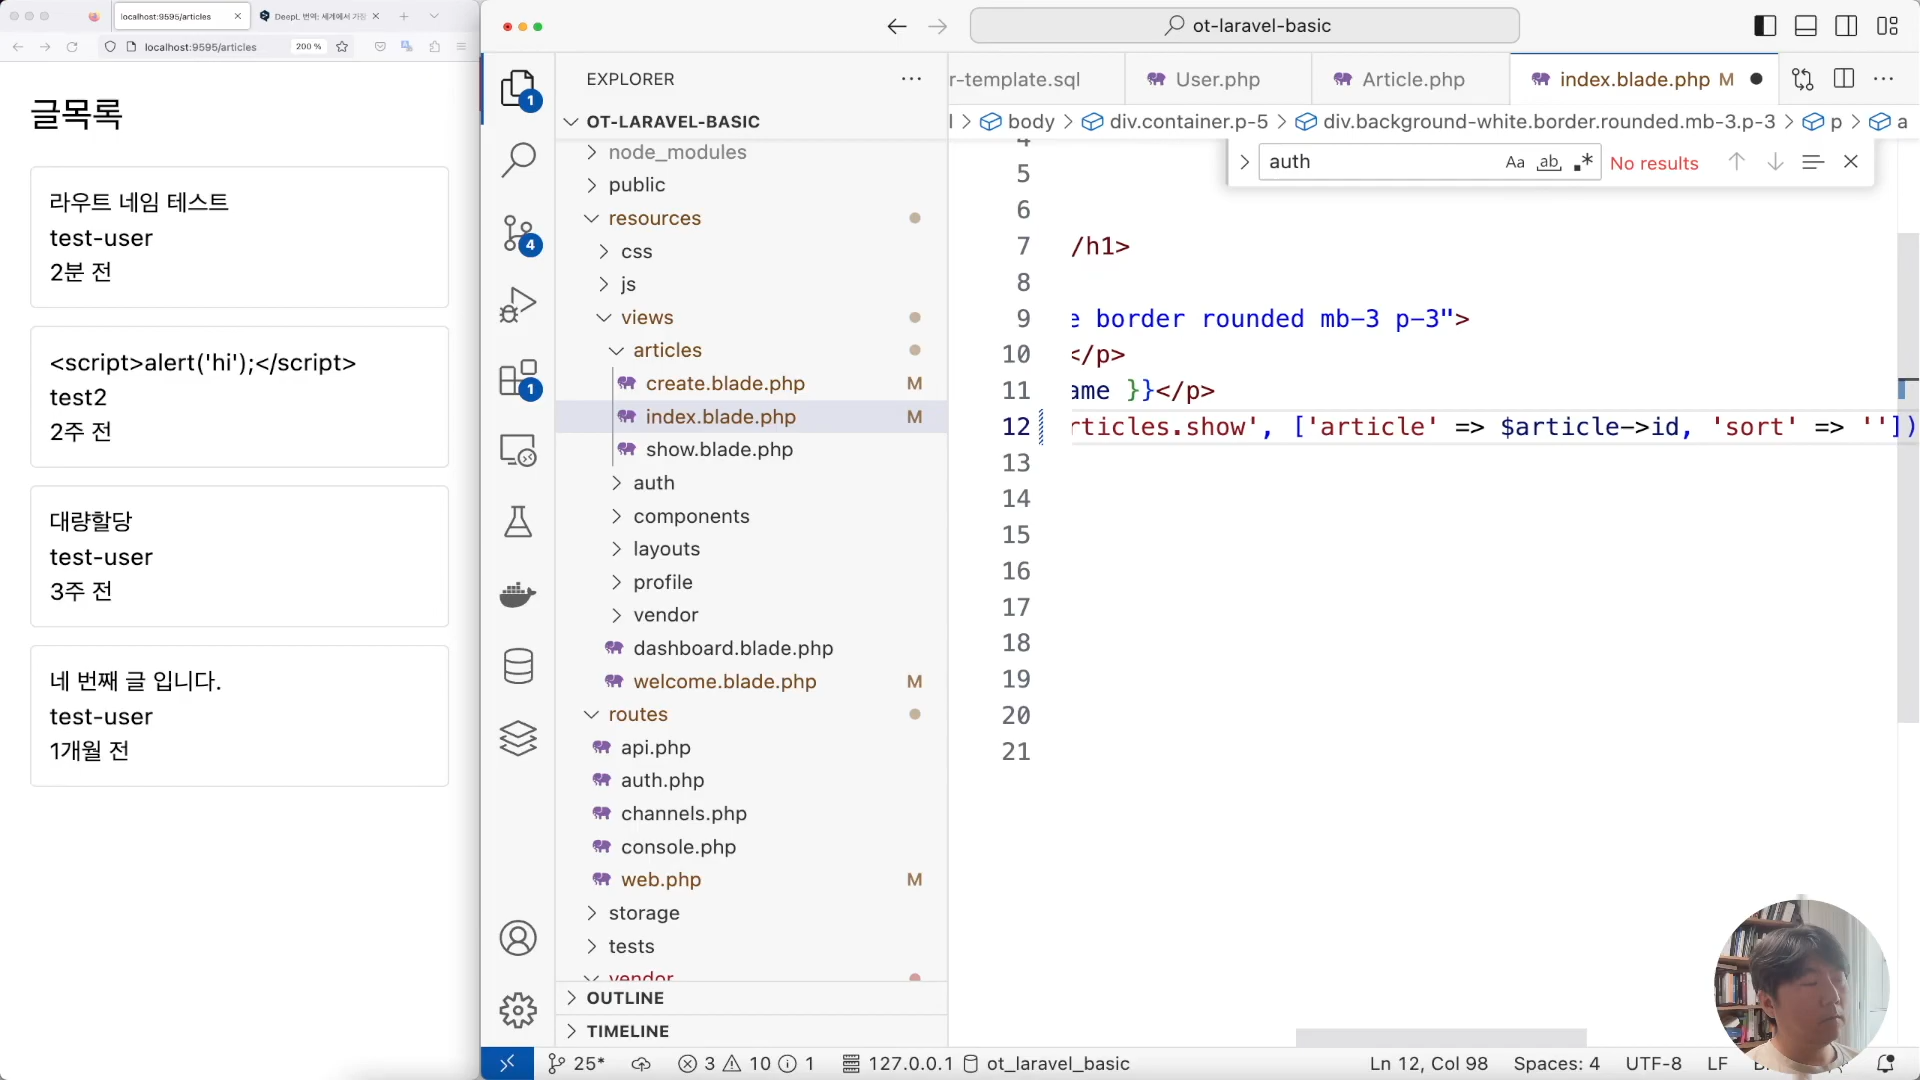 localhost:9595/articles
DeepL 번역: 세계에서 가장
localhost:9595/articles
200 %
글목록
라우트 네임 테스트
test-user
2분 전
<script>alert('hi');</script>
test2
2주 전
대량할당
test-user
3주 전
네 번째 글 입니다.
test-user
1개월 전
ot-laravel-basic
1
4
1
EXPLORER
OT-LARAVEL-BASIC
node_modules
public
resources
css
js
views
articles
create.blade.php M
index.blade.php M
show.blade.php
auth
components
layouts
profile
vendor
dashboard.blade.php
welcome.blade.php M
routes
api.php
auth.php
channels.php
console.php
web.php M
storage
tests
vendor
OUTLINE
TIMELINE
r-template.sql
User.php
Article.php
index.blade.php M
body > div.container.p-5 > div.background-white.border.rounded.mb-3.p-3 > p > a
auth
Aa ab .*
No results
4
5
6
7 /h1>
8
9 e border rounded mb-3 p-3">
10 </p>
11 ame }}</p>
12 rticles.show', ['article' => $article->id, 'sort' => ''])
13
14
15
16
17
18
19
20
21
25*
3 10 1
127.0.0.1
ot_laravel_basic
Ln 12, Col 98
Spaces: 4
UTF-8
LF